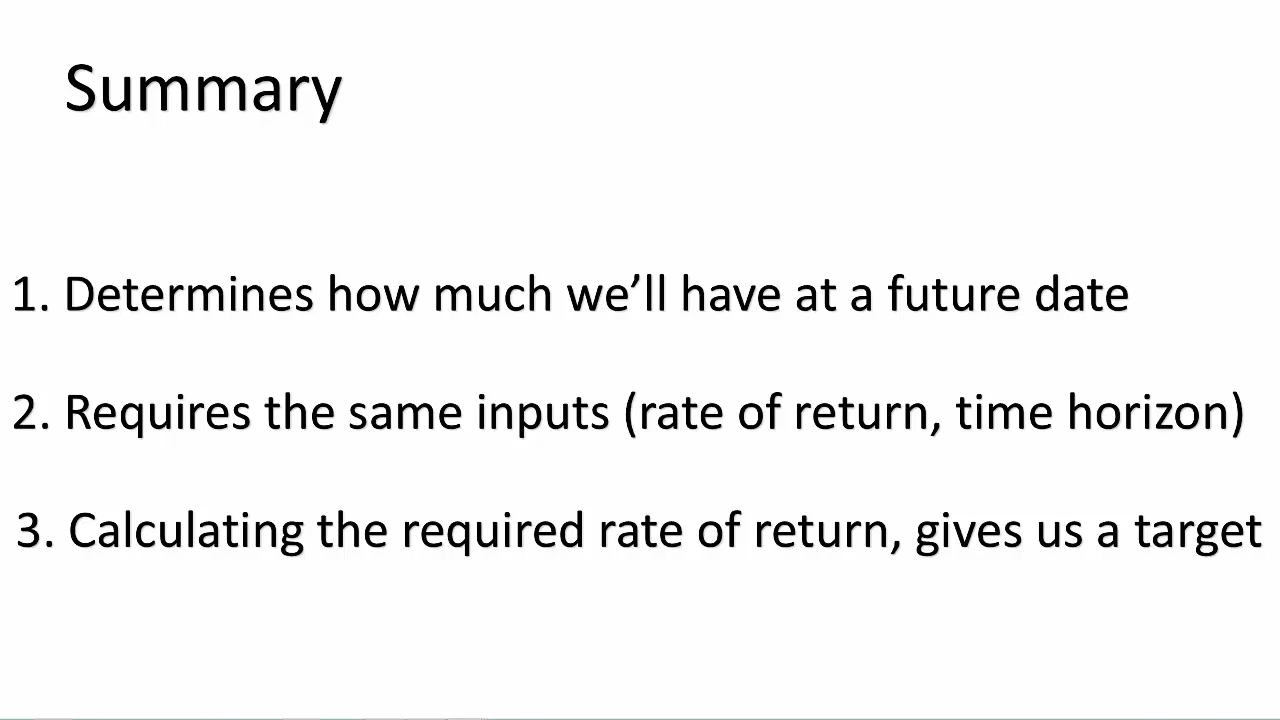 Summary
1. Determines how much we’ll have at a future date
2. Requires the same inputs (rate of return, time horizon)
3. Calculating the required rate of return, gives us a target